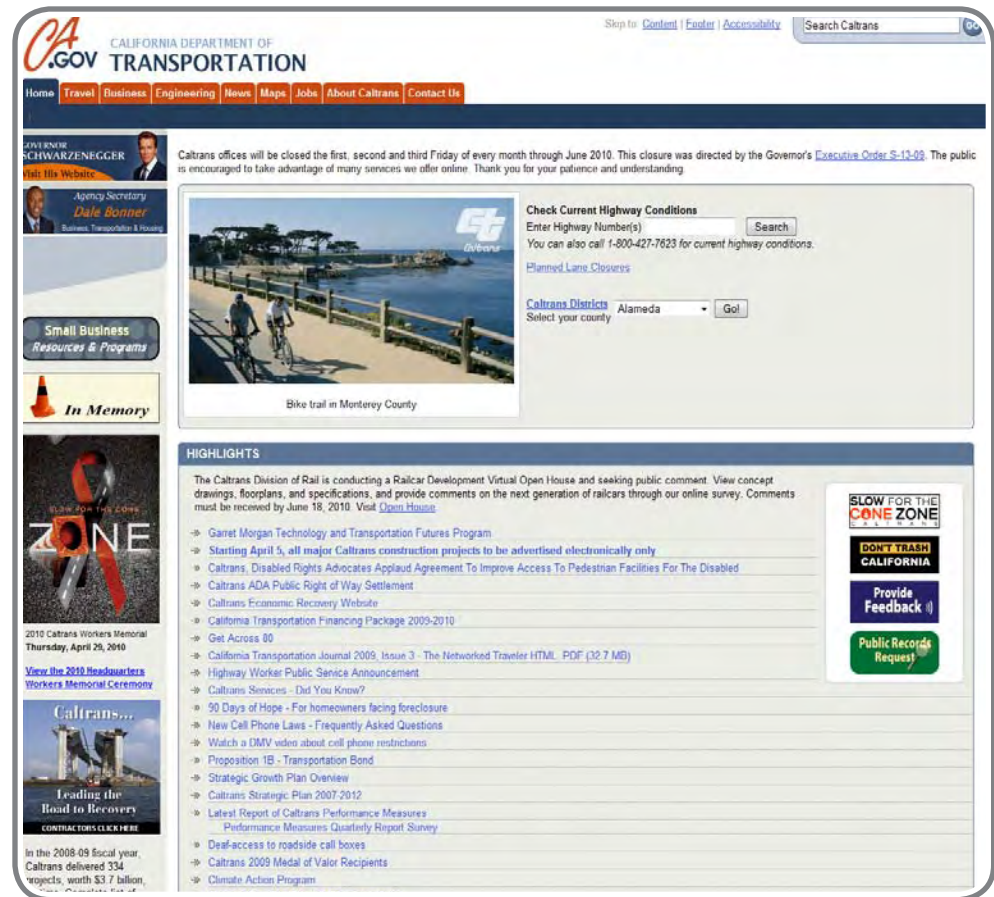 Skip to: Content | Footer | Accessibility
Search Caltrans
GO
CA.GOV
CALIFORNIA DEPARTMENT OF
TRANSPORTATION
Home Travel Business Engineering News Maps Jobs About Caltrans Contact Us
GOVERNOR
SCHWARZENEGGER
Visit His Website
Agency Secretary
Dale Bonner
Business, Transportation & Housing
Small Business
Resources & Programs
In Memory
SLOW FOR THE CONE
ZONE
2010 Caltrans Workers Memorial
Thursday, April 29, 2010
View the 2010 Headquarters
Workers Memorial Ceremony
Caltrans...
Leading the
Road to Recovery
CONTRACTORS CLICK HERE
In the 2008-09 fiscal year,
Caltrans delivered 334
projects, worth $3.7 billion,
Caltrans offices will be closed the first, second and third Friday of every month through June 2010. This closure was directed by the Governor's Executive Order S-13-09. The public
is encouraged to take advantage of many services we offer online. Thank you for your patience and understanding.
Caltrans
Bike trail in Monterey County
Check Current Highway Conditions
Enter Highway Number(s) Search
You can also call 1-800-427-7623 for current highway conditions.
Planned Lane Closures
Caltrans Districts
Select your county Alameda Go!
HIGHLIGHTS
The Caltrans Division of Rail is conducting a Railcar Development Virtual Open House and seeking public comment. View concept
drawings, floorplans, and specifications, and provide comments on the next generation of railcars through our online survey. Comments
must be received by June 18, 2010. Visit Open House.
Garret Morgan Technology and Transportation Futures Program
Starting April 5, all major Caltrans construction projects to be advertised electronically only
Caltrans, Disabled Rights Advocates Applaud Agreement To Improve Access To Pedestrian Facilities For The Disabled
Caltrans ADA Public Right of Way Settlement
Caltrans Economic Recovery Website
California Transportation Financing Package 2009-2010
Get Across 80
California Transportation Journal 2009, Issue 3 - The Networked Traveler HTML PDF (32.7 MB)
Highway Worker Public Service Announcement
Caltrans Services - Did You Know?
90 Days of Hope - For homeowners facing foreclosure
New Cell Phone Laws - Frequently Asked Questions
Watch a DMV video about cell phone restrictions
Proposition 1B - Transportation Bond
Strategic Growth Plan Overview
Caltrans Strategic Plan 2007-2012
Latest Report of Caltrans Performance Measures
Performance Measures Quarterly Report Survey
Deaf-access to roadside call boxes
Caltrans 2009 Medal of Valor Recipients
Climate Action Program
SLOW FOR THE
CONE ZONE
CALTRANS
DON'T TRASH
CALIFORNIA
Provide
Feedback
Public Records
Request